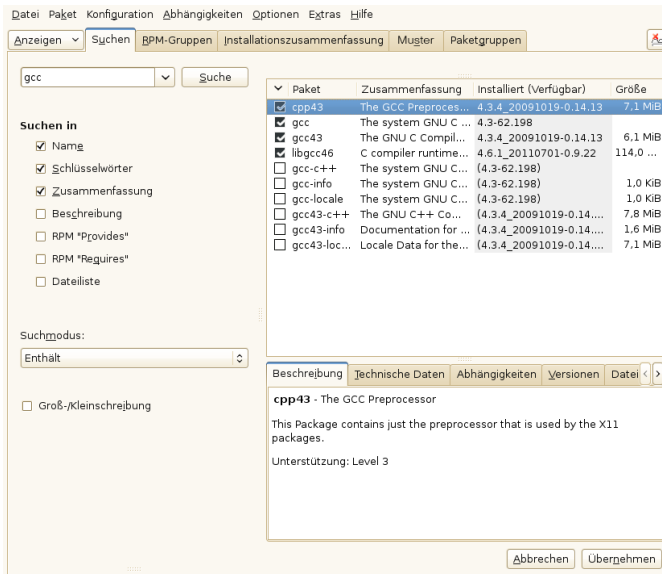 Datei Paket Konfiguration Abhängigkeiten Optionen Extras Hilfe
Anzeigen Suchen RPM-Gruppen Installationszusammenfassung Muster Paketgruppen
gcc Suche
Suchen in
Name
Schlüsselwörter
Zusammenfassung
Beschreibung
RPM "Provides"
RPM "Requires"
Dateiliste
Suchmodus:
Enthält
Groß-/Kleinschreibung
Paket Zusammenfassung Installiert (Verfügbar) Größe
cpp43 The GCC Preproces... 4.3.4_20091019-0.14.13 7,1 MiB
gcc The system GNU C ... 4.3-62.198
gcc43 The GNU C Compil... 4.3.4_20091019-0.14.13 6,1 MiB
libgcc46 C compiler runtime... 4.6.1_20110701-0.9.22 114,0 ...
gcc-c++ The system GNU C... (4.3-62.198)
gcc-info The system GNU C... (4.3-62.198) 1,0 KiB
gcc-locale The system GNU C... (4.3-62.198) 1,0 KiB
gcc43-c++ The GNU C++ Co... (4.3.4_20091019-0.14.... 7,8 MiB
gcc43-info Documentation for ... (4.3.4_20091019-0.14.... 1,6 MiB
gcc43-loc... Locale Data for the... (4.3.4_20091019-0.14.... 7,1 MiB
Beschreibung Technische Daten Abhängigkeiten Versionen Datei
cpp43 - The GCC Preprocessor
This Package contains just the preprocessor that is used by the X11
packages.
Unterstützung: Level 3
Abbrechen Übernehmen